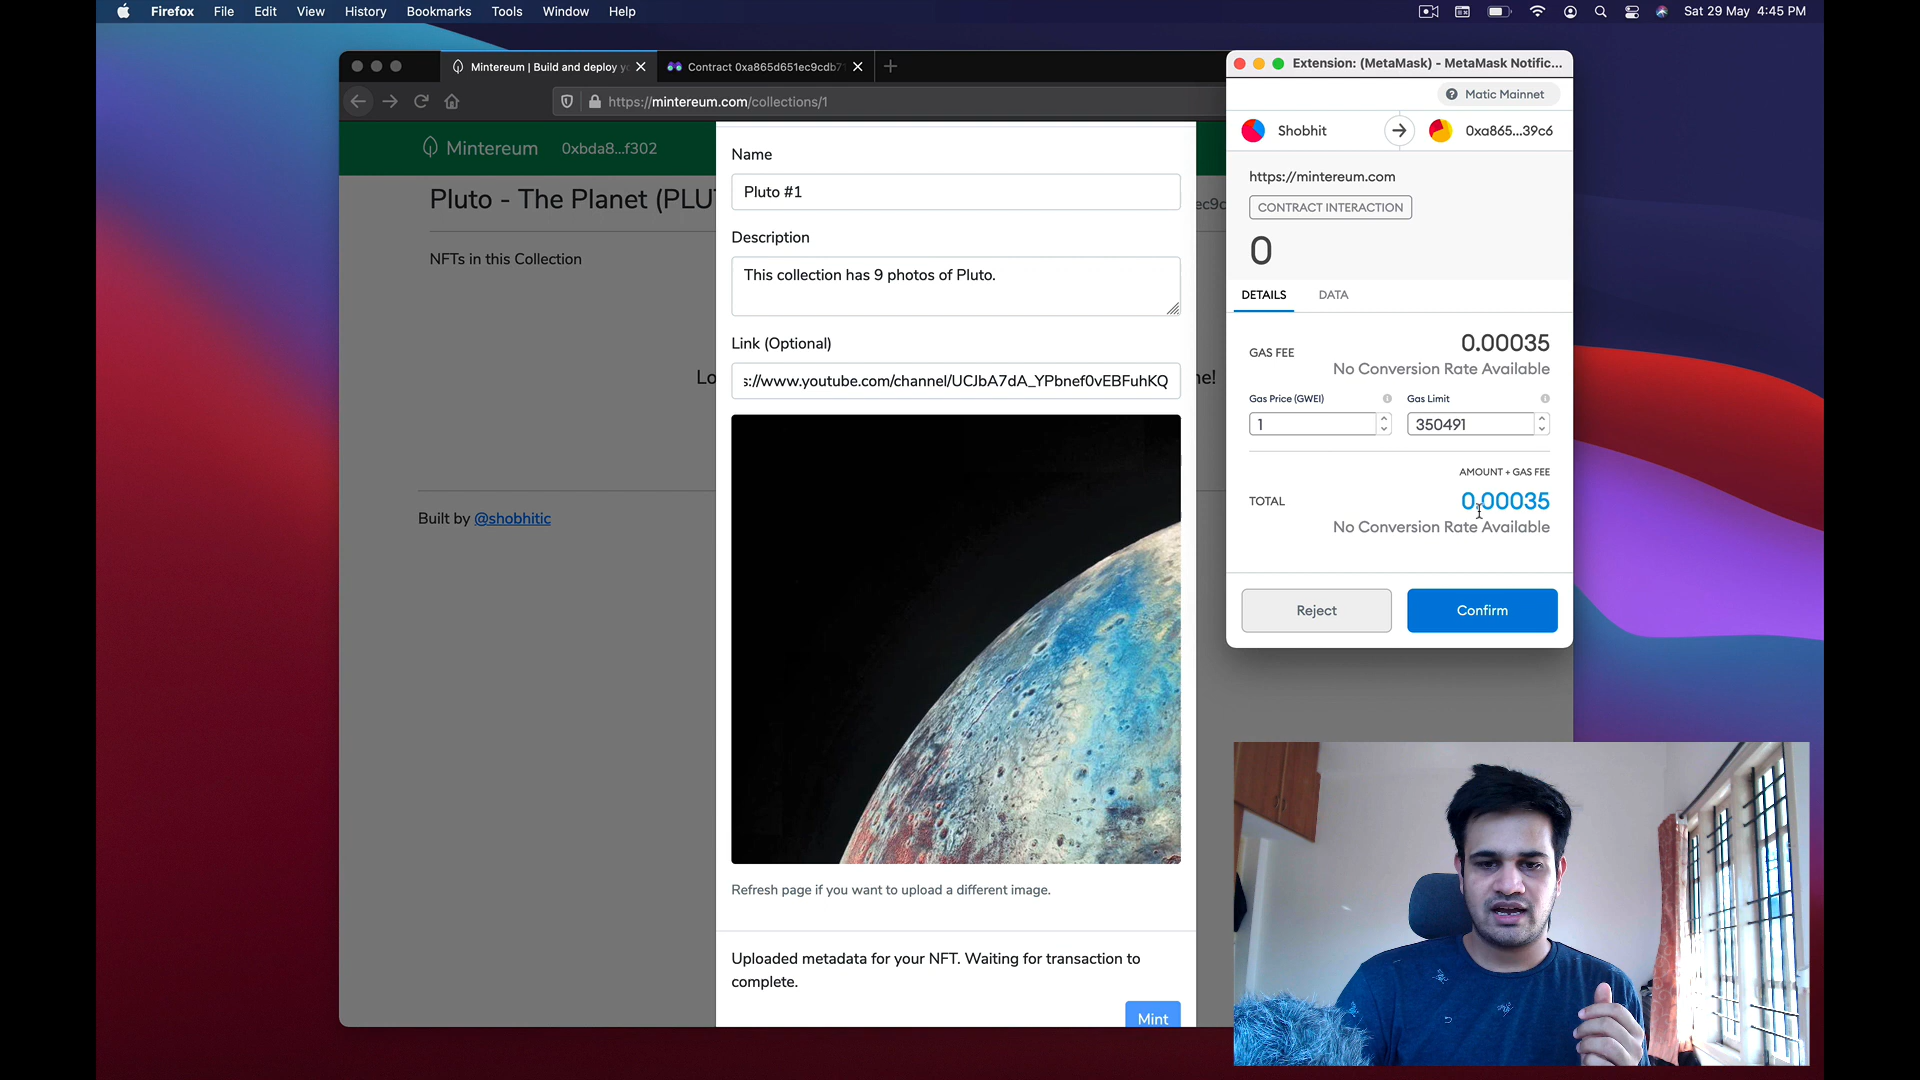 Firefox File Edit View History Bookmarks Tools Window Help
Sat 29 May 4:45 PM
Mintereum | Build and deploy
Contract 0xa865d651ec9cdb7
https://mintereum.com/collections/1
Mintereum 0xbda8...f302
Pluto - The Planet (PLU
ec9c
NFTs in this Collection
Lo
ne!
Built by @shobhitic
Name
Pluto #1
Description
This collection has 9 photos of Pluto.
Link (Optional)
s://www.youtube.com/channel/UCJbA7dA_YPbnef0vEBFuhKQ
Refresh page if you want to upload a different image.
Uploaded metadata for your NFT. Waiting for transaction to
complete.
Mint
Extension: (MetaMask) - MetaMask Notific...
Matic Mainnet
Shobhit
0xa865...39c6
https://mintereum.com
CONTRACT INTERACTION
0
DETAILS DATA
GAS FEE
0.00035
No Conversion Rate Available
Gas Price (GWEI) Gas Limit
1 350491
AMOUNT + GAS FEE
TOTAL
0.00035
No Conversion Rate Available
Reject Confirm